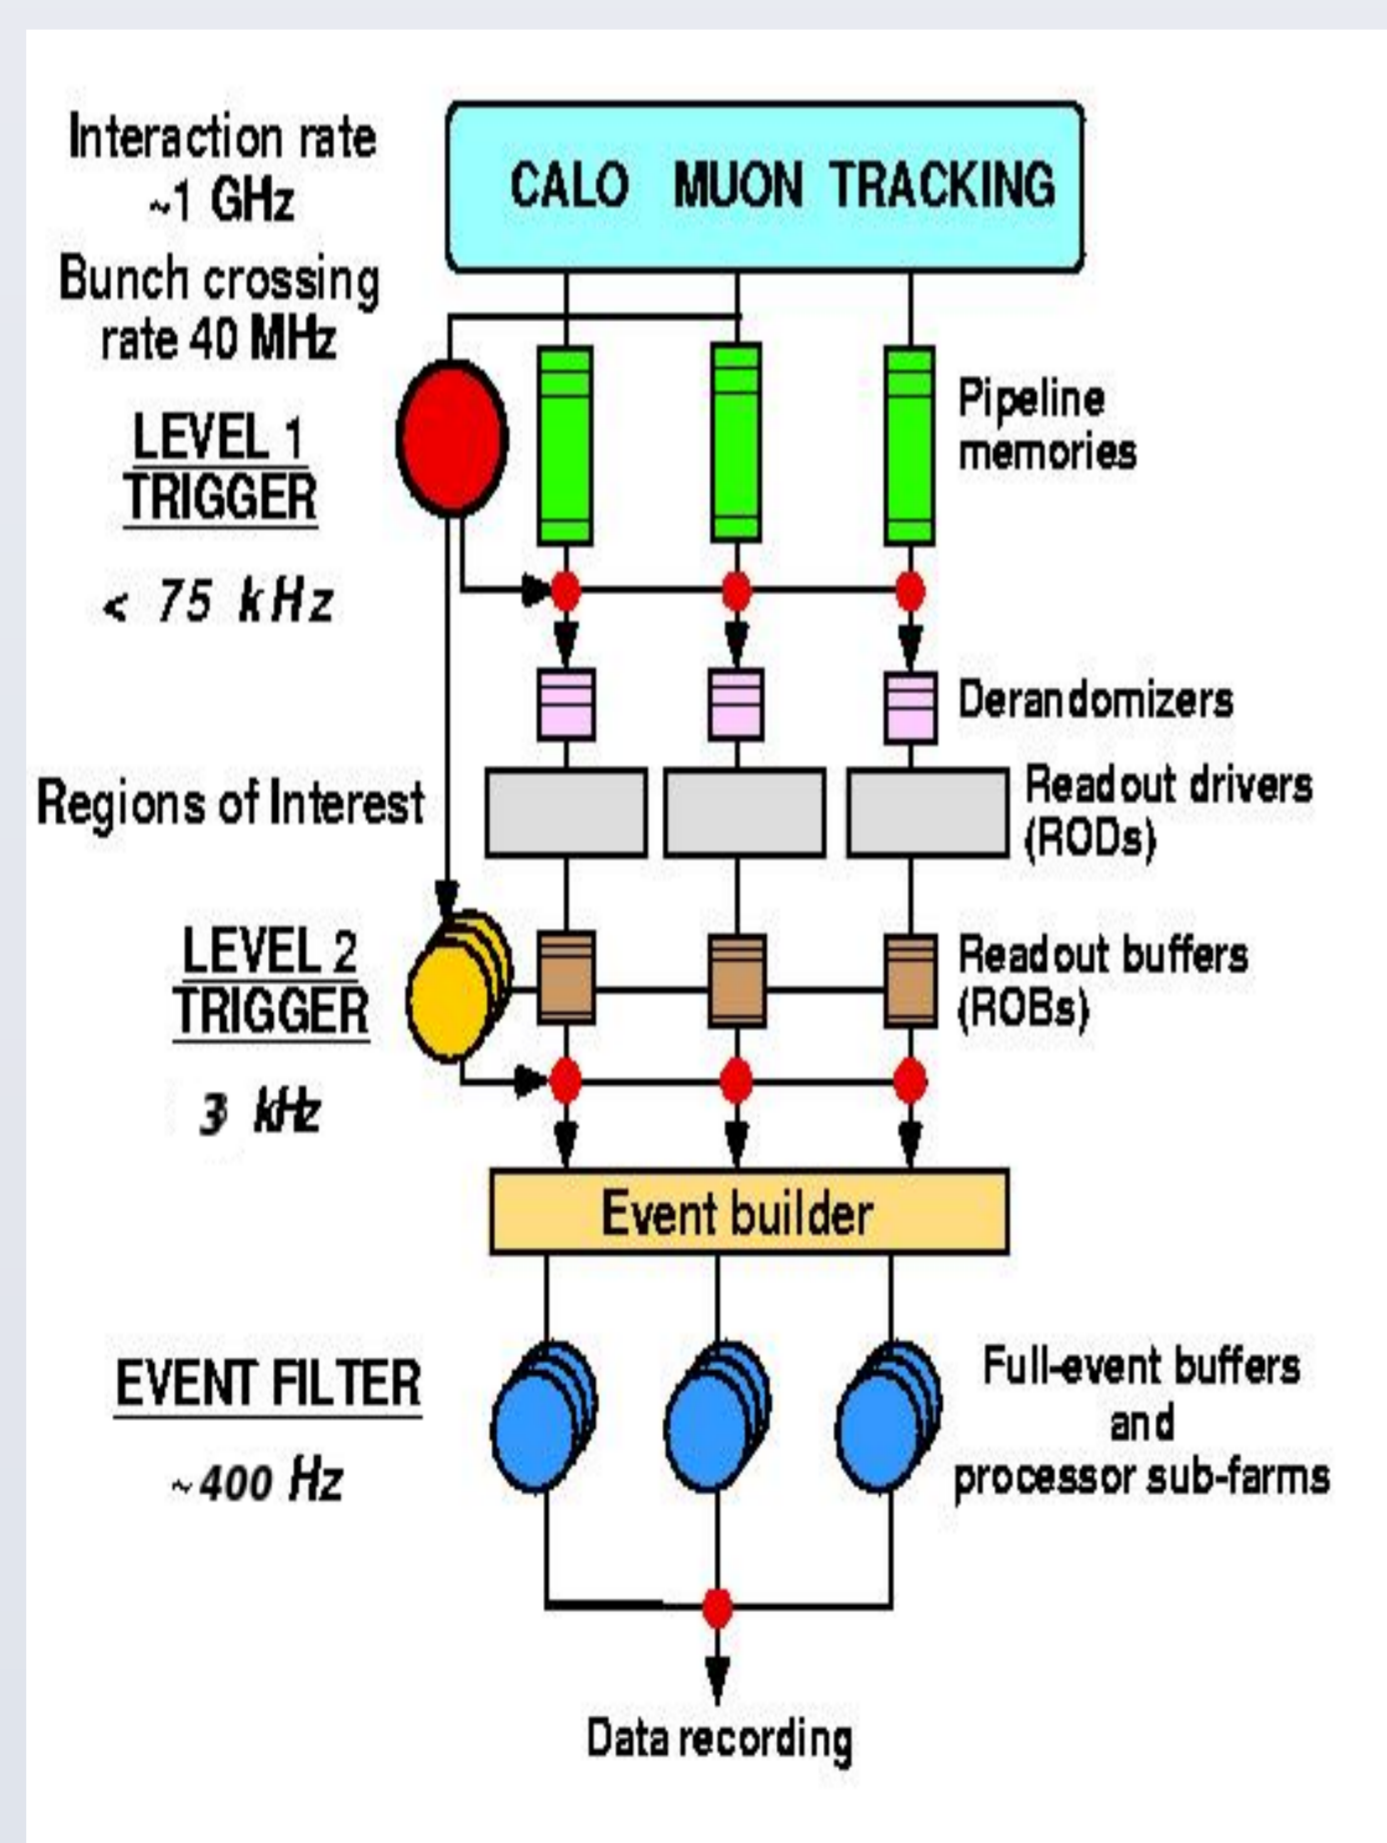 Interaction rate
~1 GHz
Bunch crossing
rate 40 MHz
CALO MUON TRACKING
LEVEL 1
TRIGGER
< 75 kHz
Pipeline
memories
Derandomizers
Regions of Interest
Readout drivers
(RODs)
LEVEL 2
TRIGGER
3 kHz
Readout buffers
(ROBs)
Event builder
EVENT FILTER
~400 Hz
Full-event buffers
and
processor sub-farms
Data recording